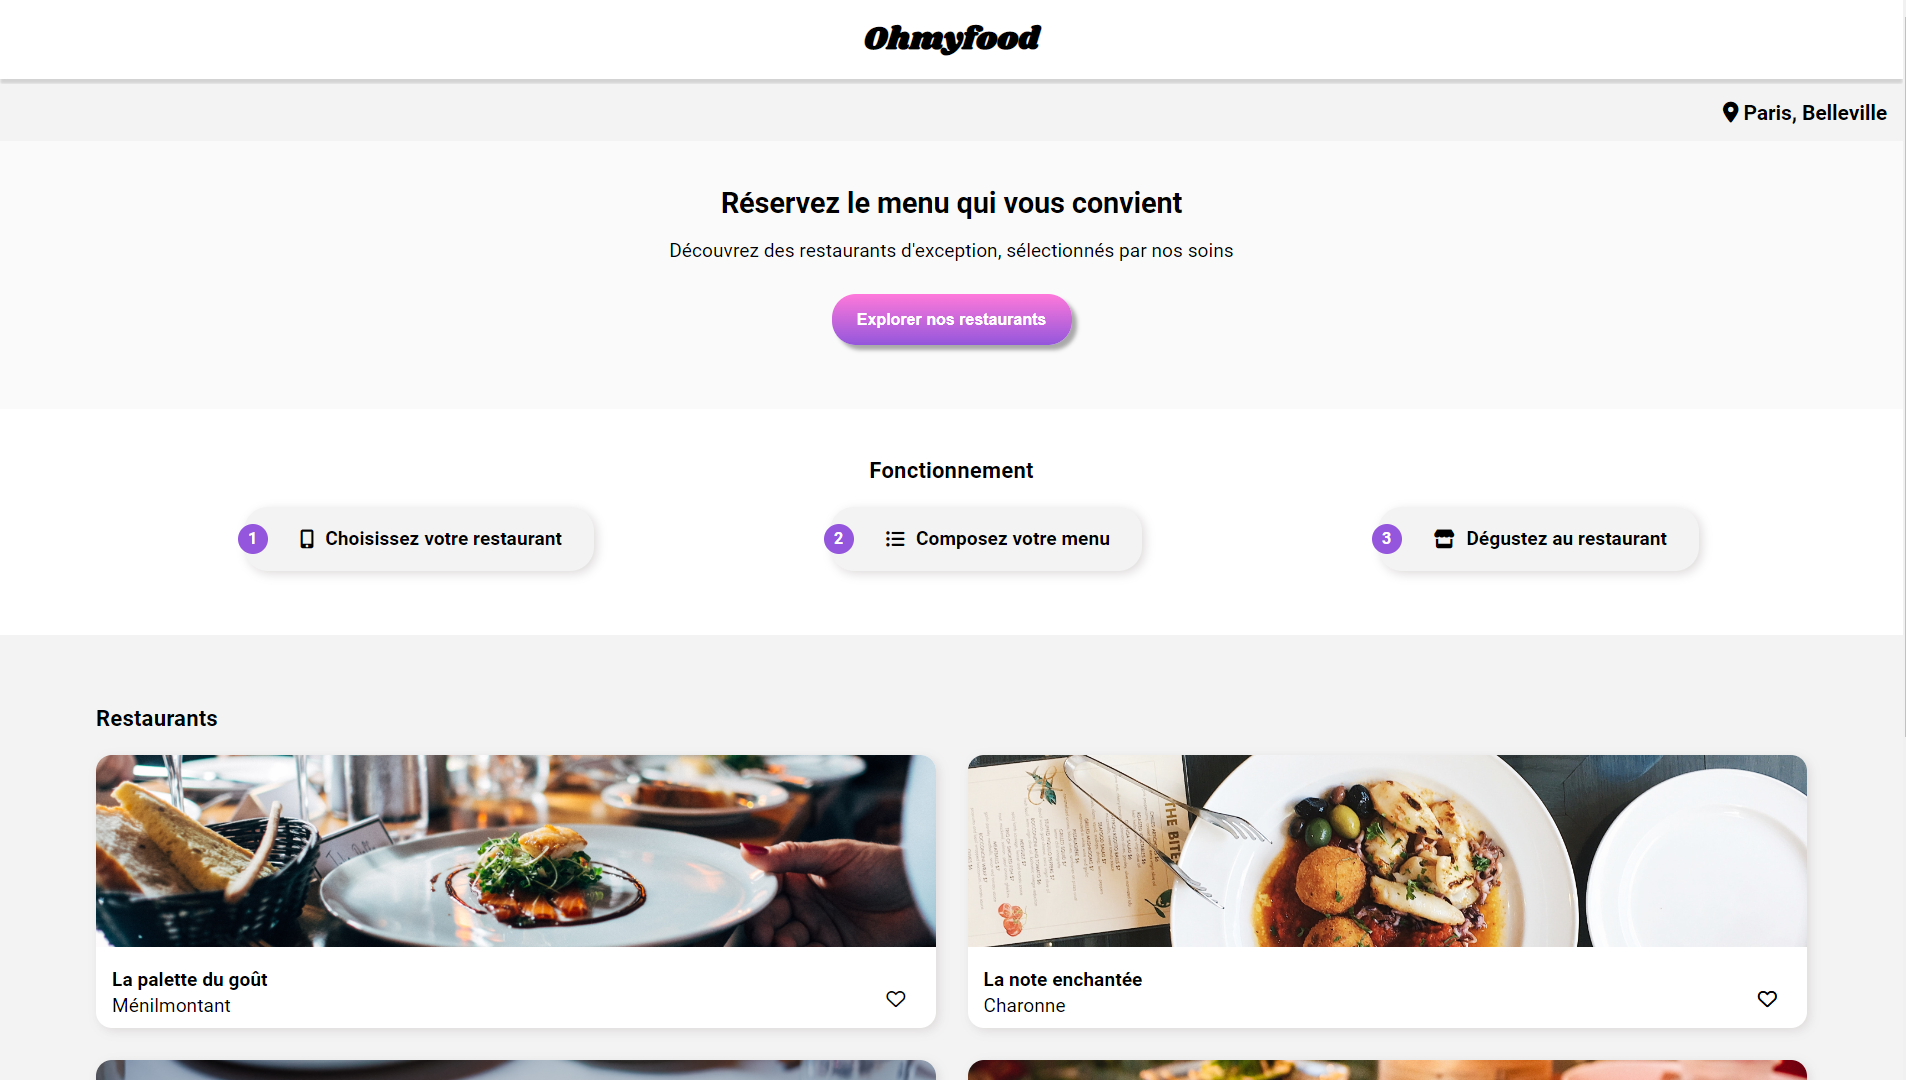 Ohmyfood
Paris, Belleville
Réservez le menu qui vous convient
Découvrez des restaurants d'exception, sélectionnés par nos soins
Explorer nos restaurants
Fonctionnement
1 Choisissez votre restaurant
2 Composez votre menu
3 Dégustez au restaurant
Restaurants
THE BITE
La palette du goût
Ménilmontant
La note enchantée
Charonne